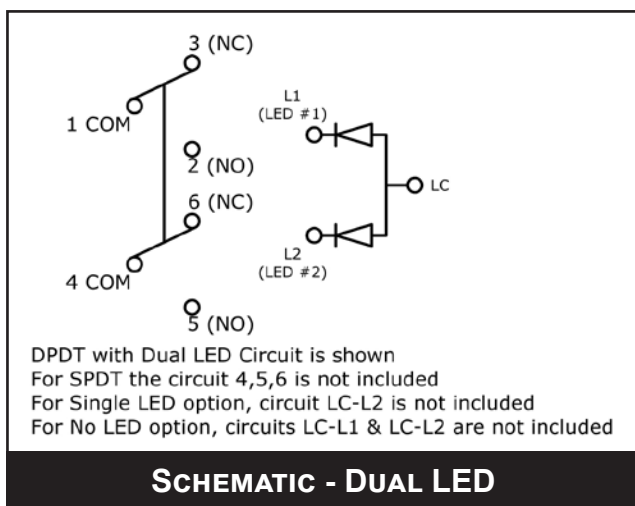 3 (NC)
1 COM
2 (NO)
6 (NC)
4 COM
5 (NO)
L1
(LED #1)
LC
L2
(LED #2)
DPDT with Dual LED Circuit is shown
For SPDT the circuit 4,5,6 is not included
For Single LED option, circuit LC-L2 is not included
For No LED option, circuits LC-L1 & LC-L2 are not included
SCHEMATIC - DUAL LED